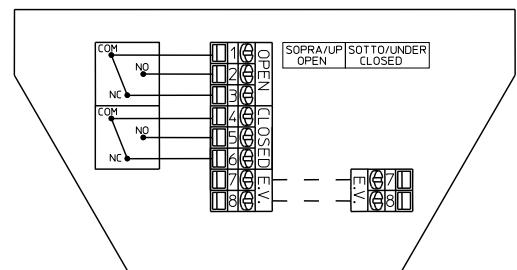 COM
NO
NC
COM
NO
NC
1
2
3
4
5
6
7
8
OPEN
CLOSED
E.V.
SOPRA/UP
OPEN
SOTTO/UNDER
CLOSED
E.V.
7
8